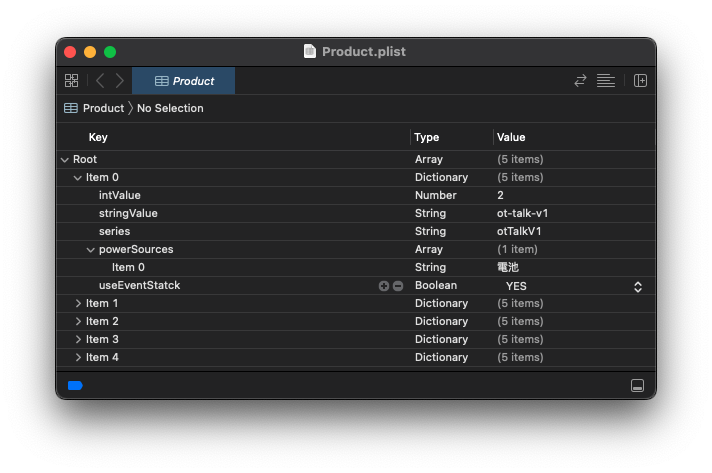 Product.plist
Product
Product No Selection
Key Type Value
Root Array (5 items)
Item 0 Dictionary (5 items)
intValue Number 2
stringValue String ot-talk-v1
series String otTalkV1
powerSources Array (1 item)
Item 0 String 電池
useEventStatck Boolean YES
Item 1 Dictionary (5 items)
Item 2 Dictionary (5 items)
Item 3 Dictionary (5 items)
Item 4 Dictionary (5 items)